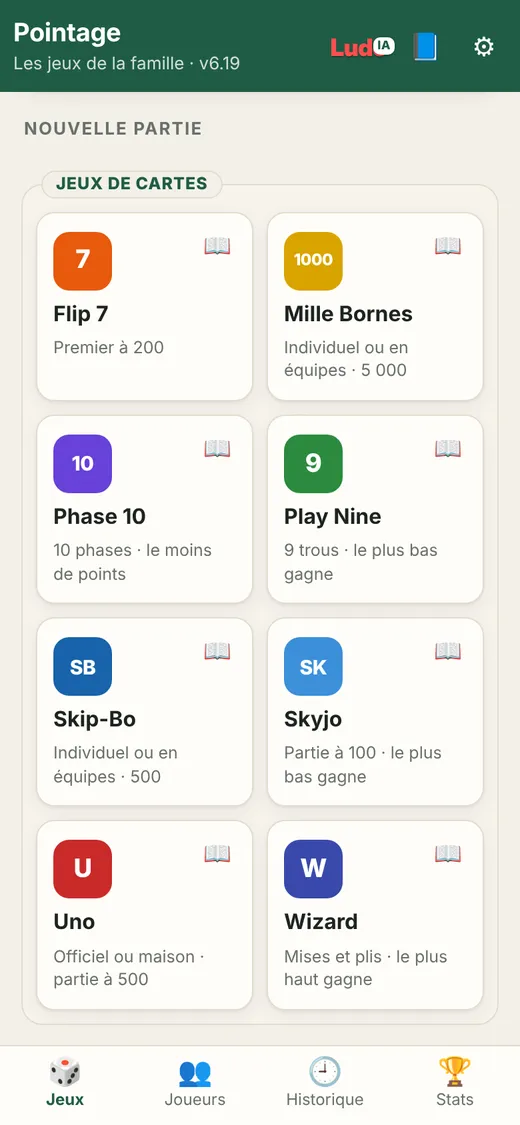 Pointage
Les jeux de la famille · v6.19
Lud IA
NOUVELLE PARTIE
JEUX DE CARTES
7
Flip 7
Premier à 200
1000
Mille Bornes
Individuel ou en
équipes · 5 000
10
Phase 10
10 phases · le moins
de points
9
Play Nine
9 trous · le plus bas
gagne
SB
Skip-Bo
Individuel ou en
équipes · 500
SK
Skyjo
Partie à 100 · le plus
bas gagne
U
Uno
Officiel ou maison ·
partie à 500
W
Wizard
Mises et plis · le plus
haut gagne
Jeux
Joueurs
Historique
Stats